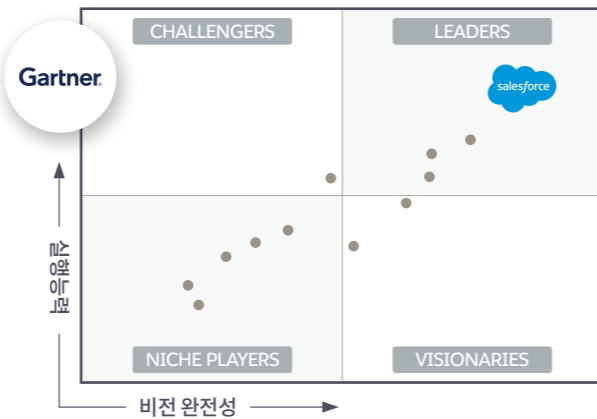 CHALLENGERS
LEADERS
Gartner.
salesforce
실행능력
NICHE PLAYERS
VISIONARIES
비전 완전성